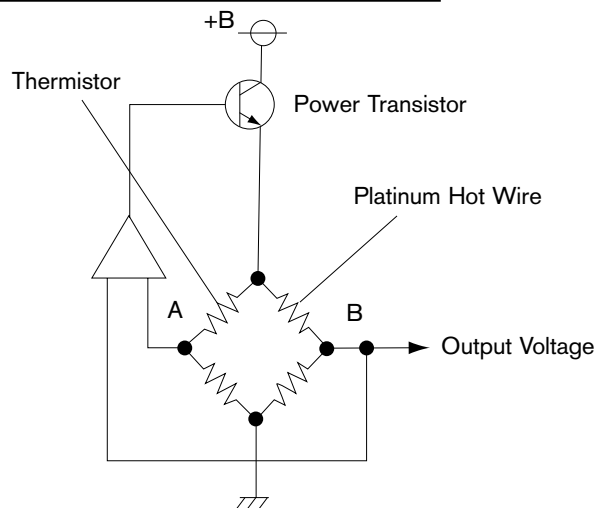 +B
Thermistor
Power Transistor
Platinum Hot Wire
A
B
Output Voltage